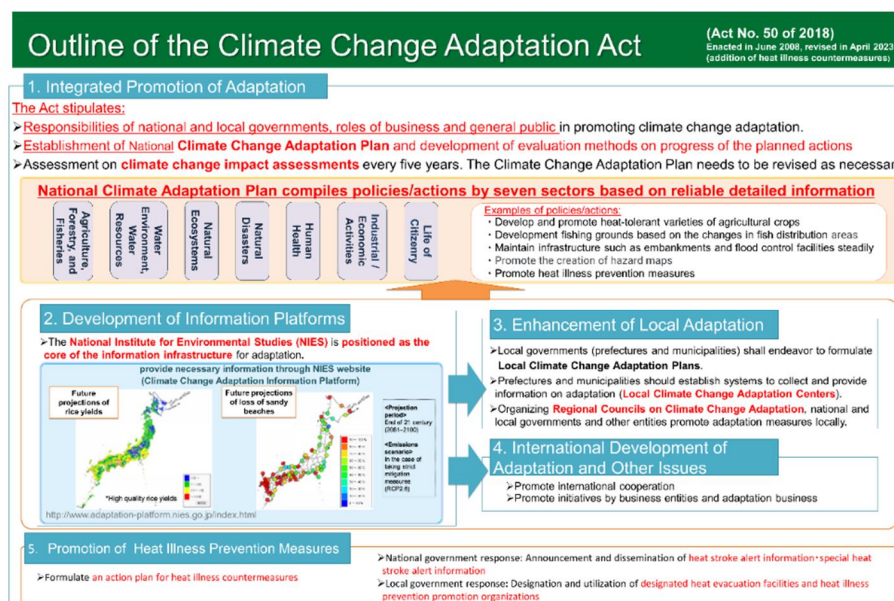 Outline of the Climate Change Adaptation Act
(Act No. 50 of 2018)
Enacted in June 2008, revised in April 2023
(addition of heat illness countermeasures)
1. Integrated Promotion of Adaptation
The Act stipulates:
➢Responsibilities of national and local governments, roles of business and general public in promoting climate change adaptation.
➢Establishment of National Climate Change Adaptation Plan and development of evaluation methods on progress of the planned actions
➢Assessment on climate change impact assessments every five years. The Climate Change Adaptation Plan needs to be revised as necessar
National Climate Adaptation Plan compiles policies/actions by seven sectors based on reliable detailed information
Agriculture,
Forestry, and
Fisheries
Water
Environment,
Water
Resources
Natural
Ecosystems
Natural
Disasters
Human
Health
Industrial /
Economic
Activities
Life of
Citizenry
Examples of policies/actions:
・Develop and promote heat-tolerant varieties of agricultural crops
・Development fishing grounds based on the changes in fish distribution areas
・Maintain infrastructure such as embankments and flood control facilities steadily
・Promote the creation of hazard maps
・Promote heat illness prevention measures
2. Development of Information Platforms
➢The National Institute for Environmental Studies (NIES) is positioned as the
core of the information infrastructure for adaptation.
provide necessary information through NIES website
(Climate Change Adaptation Information Platform)
Future
projections of
rice yields
Future projections
of loss of sandy
beaches
<Projection
period>
End of 21 century
(2081–2100)
<Emissions
scenario>
In the case of
taking strict
mitigation
measures
(RCP2.6)
*High quality rice yields
http://www.adaptation-platform.nies.go.jp/index.html
3. Enhancement of Local Adaptation
➢Local governments (prefectures and municipalities) shall endeavor to formulate
Local Climate Change Adaptation Plans.
➢Prefectures and municipalities should establish systems to collect and provide
information on adaptation (Local Climate Change Adaptation Centers).
➢Organizing Regional Councils on Climate Change Adaptation, national and
local governments and other entities promote adaptation measures locally.
4. International Development of
Adaptation and Other Issues
➢Promote international cooperation
➢Promote initiatives by business entities and adaptation business
5. Promotion of Heat Illness Prevention Measures
➢Formulate an action plan for heat illness countermeasures
➢National government response: Announcement and dissemination of heat stroke alert information・special heat
stroke alert information
➢Local government response: Designation and utilization of designated heat evacuation facilities and heat illness
prevention promotion organizations